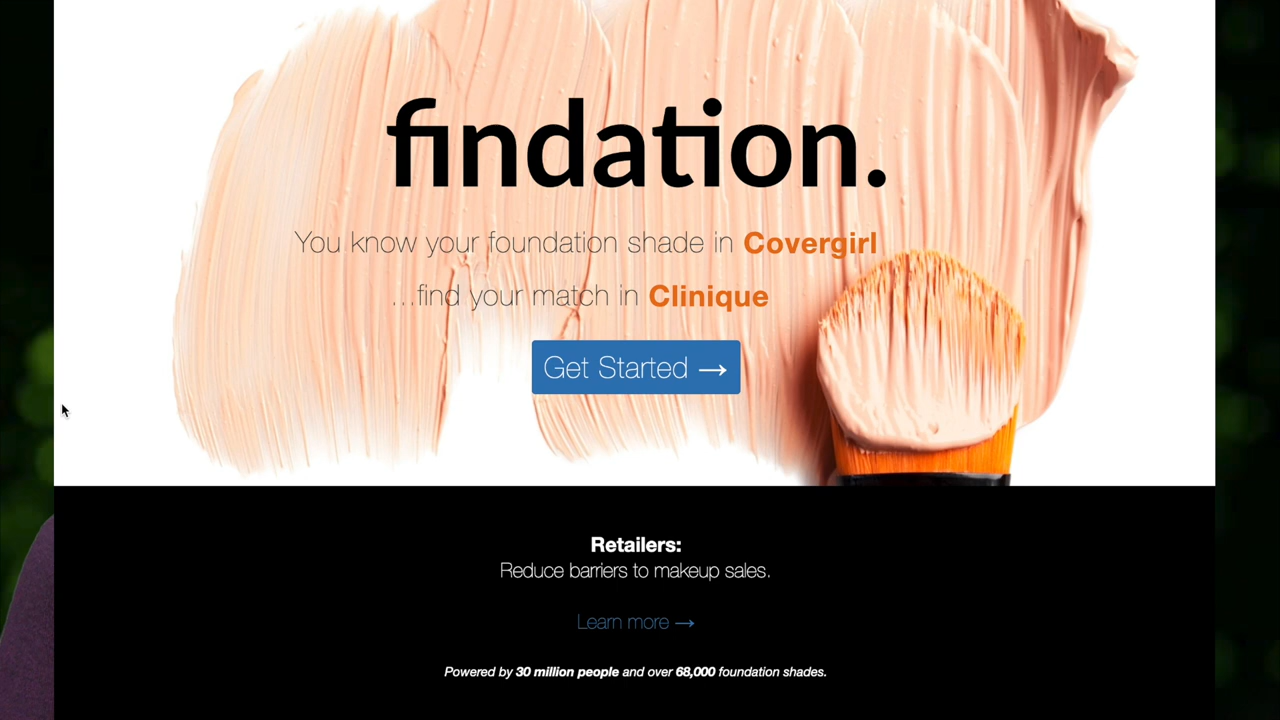 findation.
You know your foundation shade in Covergirl
...find your match in Clinique
Get Started →
Retailers:
Reduce barriers to makeup sales.
Learn more →
Powered by 30 million people and over 68,000 foundation shades.